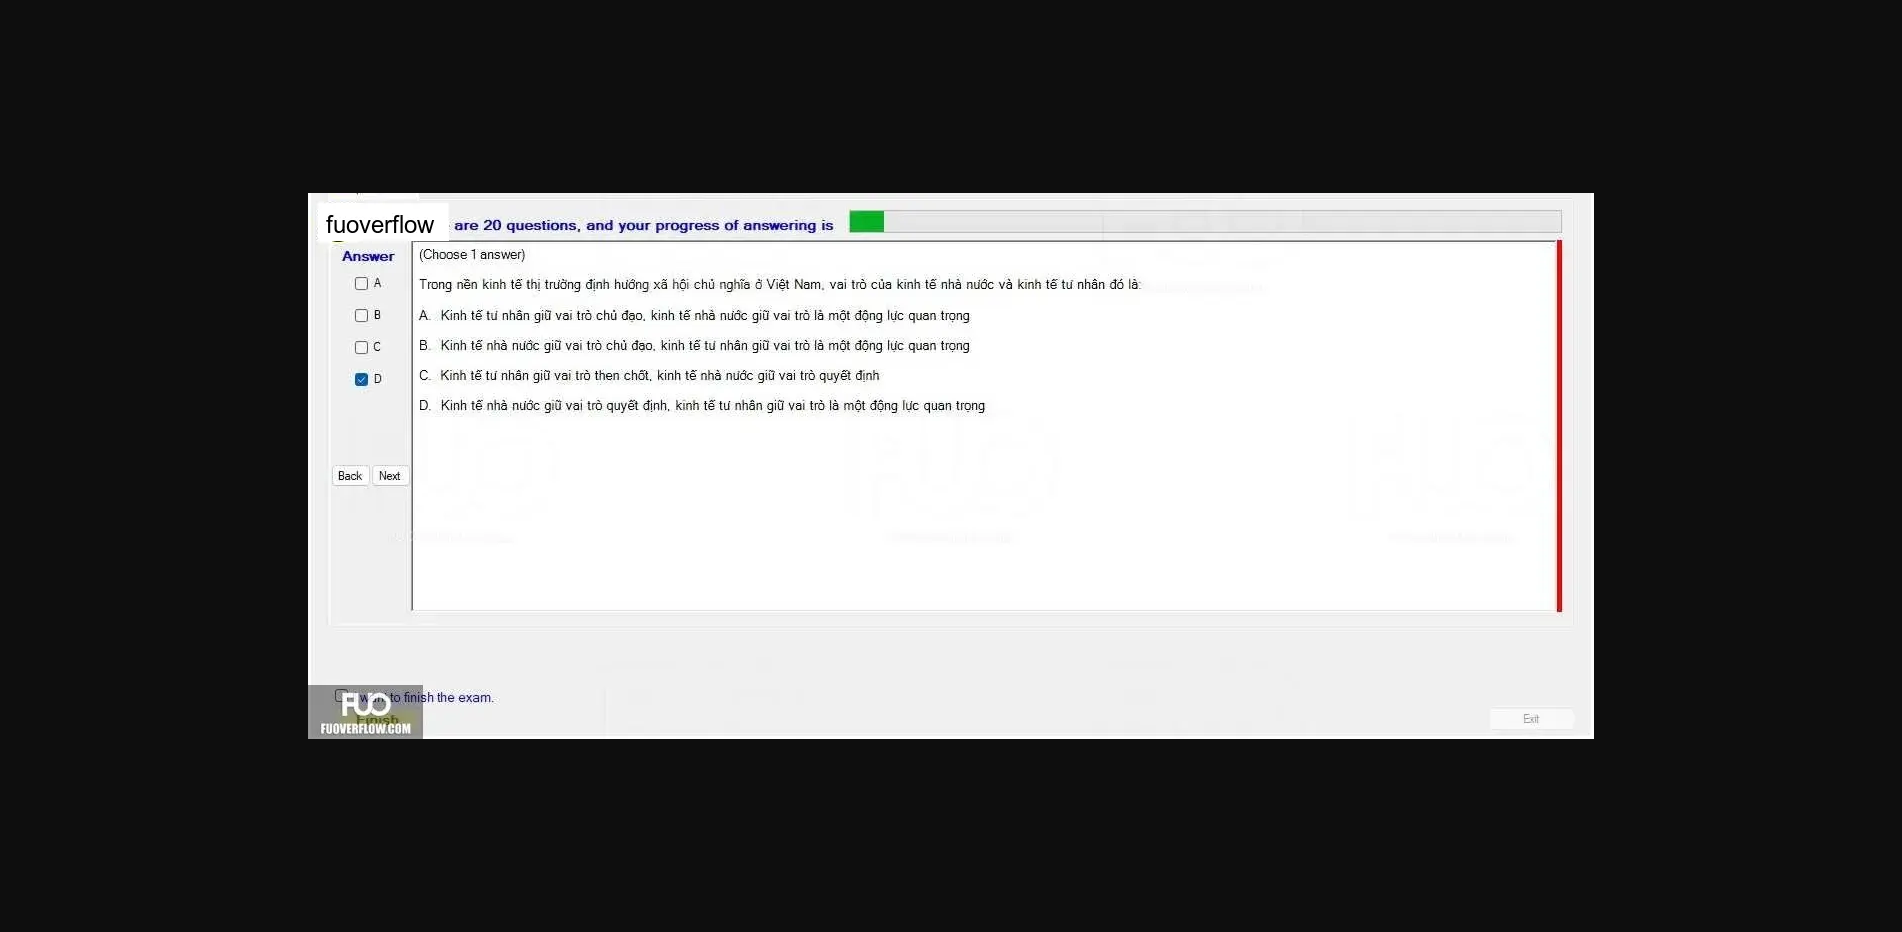 fuoverflow are 20 questions, and your progress of answering is
Answer
(Choose 1 answer)
A
Trong nền kinh tế thị trường định hướng xã hội chủ nghĩa ở Việt Nam, vai trò của kinh tế nhà nước và kinh tế tư nhân đó là:
B
A. Kinh tế tư nhân giữ vai trò chủ đạo, kinh tế nhà nước giữ vai trò là một động lực quan trọng
C
B. Kinh tế nhà nước giữ vai trò chủ đạo, kinh tế tư nhân giữ vai trò là một động lực quan trọng
D
C. Kinh tế tư nhân giữ vai trò then chốt, kinh tế nhà nước giữ vai trò quyết định
D. Kinh tế nhà nước giữ vai trò quyết định, kinh tế tư nhân giữ vai trò là một động lực quan trọng
Back Next
want to finish the exam.
FUO
Finish
FUOVERFLOW.COM
Exit